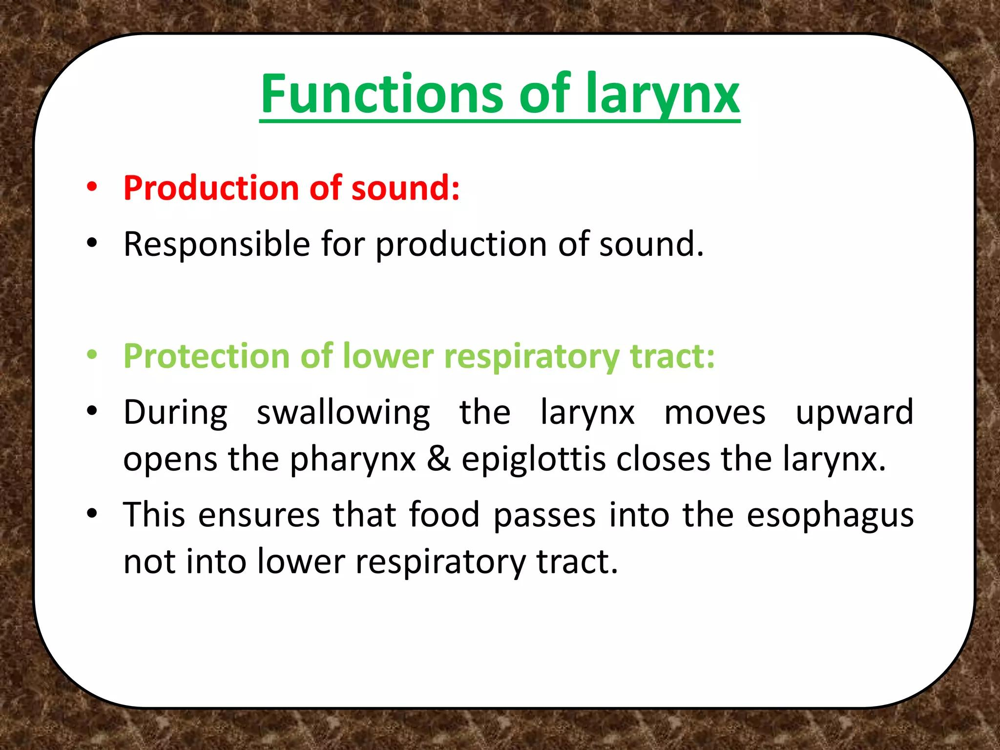 Functions of larynx
• Production of sound:
• Responsible for production of sound.
• Protection of lower respiratory tract:
• During swallowing the larynx moves upward
opens the pharynx & epiglottis closes the larynx.
• This ensures that food passes into the esophagus
not into lower respiratory tract.